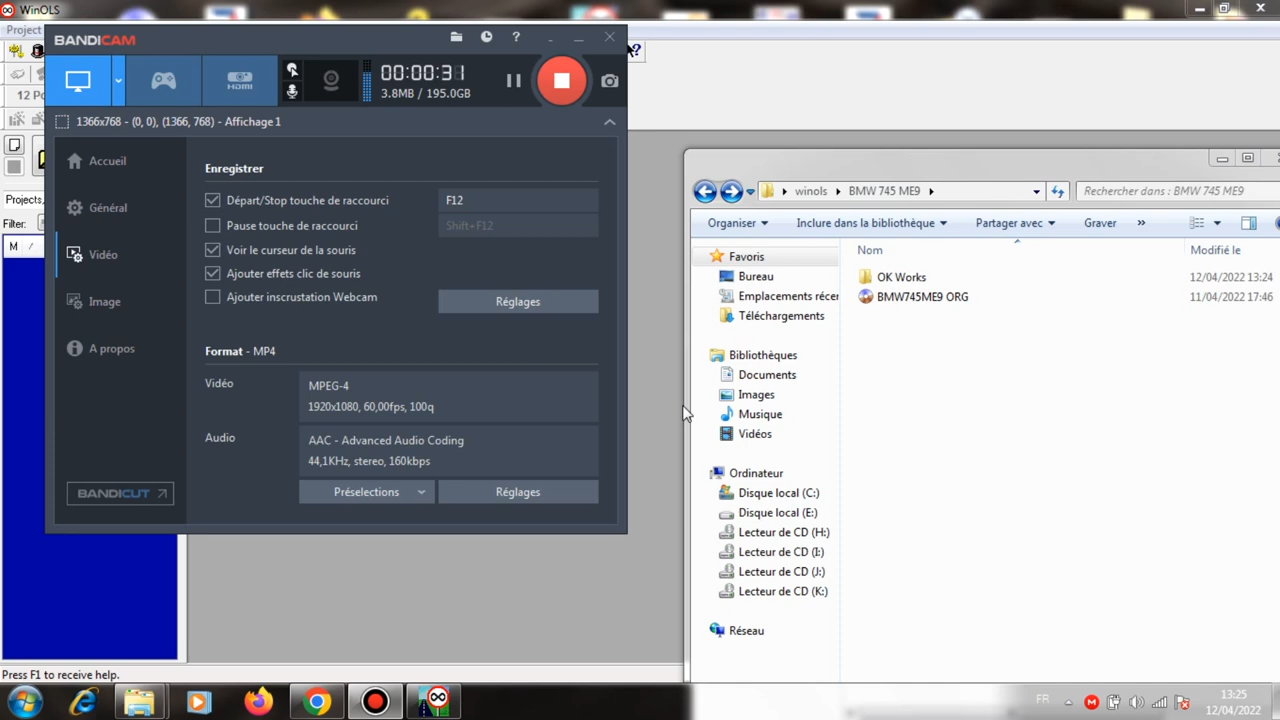 WinOLS
Project
12 Po
Projects,
Filter:
M
BANDICAM
HDMI
00:00:31
3.8MB / 195.0GB
1366x768 - (0, 0), (1366, 768) - Affichage 1
Accueil
Général
Vidéo
Image
A propos
BANDICUT
Enregistrer
Départ/Stop touche de raccourci
F12
Pause touche de raccourci
Shift+F12
Voir le curseur de la souris
Ajouter effets clic de souris
Ajouter inscrustation Webcam
Réglages
Format - MP4
Vidéo
MPEG-4
1920x1080, 60,00fps, 100q
Audio
AAC - Advanced Audio Coding
44,1KHz, stereo, 160kbps
Préselections
Réglages
winols
BMW 745 ME9
Rechercher dans : BMW 745 ME9
Organiser
Inclure dans la bibliothèque
Partager avec
Graver
»
Favoris
Bureau
Emplacements récer
Téléchargements
Bibliothèques
Documents
Images
Musique
Vidéos
Ordinateur
Disque local (C:)
Disque local (E:)
Lecteur de CD (H:)
Lecteur de CD (I:)
Lecteur de CD (J:)
Lecteur de CD (K:)
Réseau
Nom
Modifié le
OK Works
12/04/2022 13:24
BMW745ME9 ORG
11/04/2022 17:46
Press F1 to receive help.
FR
13:25
12/04/2022